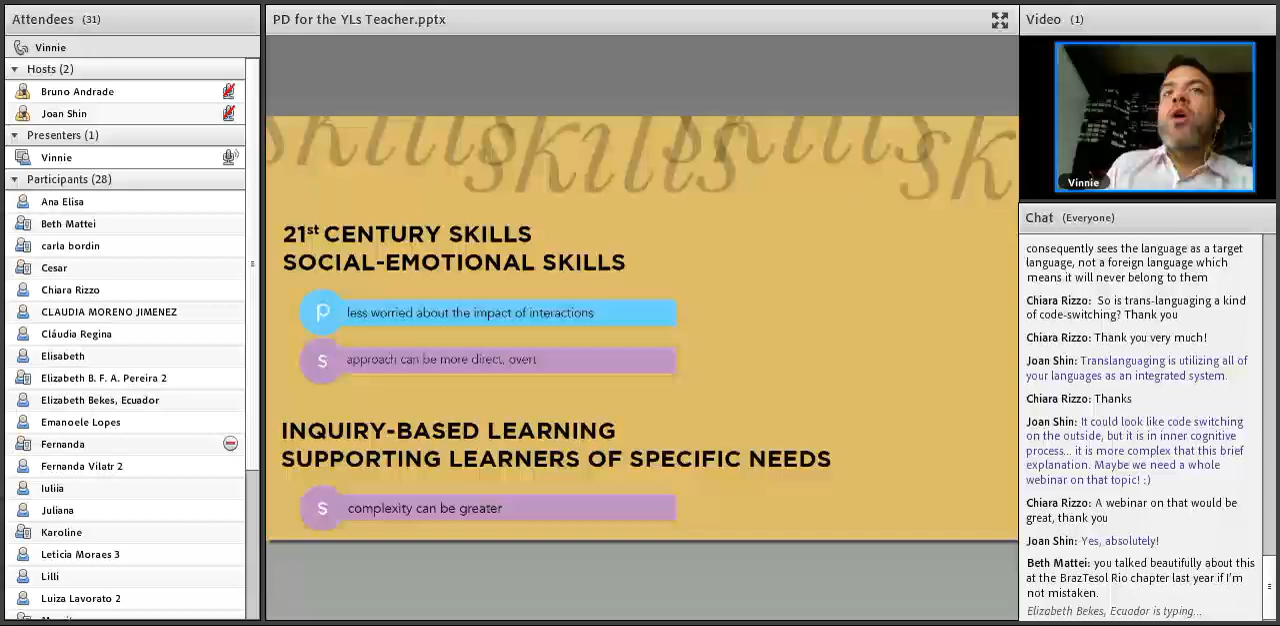 Attendees (31)
Vinnie
Hosts (2)
Bruno Andrade
Joan Shin
Presenters (1)
Vinnie
Participants (28)
Ana Elisa
Beth Mattei
carla bordin
Cesar
Chiara Rizzo
CLAUDIA MORENO JIMENEZ
Cláudia Regina
Elisabeth
Elizabeth B. F. A. Pereira 2
Elizabeth Bekes, Ecuador
Emanoele Lopes
Fernanda
Fernanda Vilatr 2
Iuliia
Juliana
Karoline
Leticia Moraes 3
Lilli
Luiza Lavorato 2
PD for the YLs Teacher.pptx
skills skills skills sk
21st CENTURY SKILLS
SOCIAL-EMOTIONAL SKILLS
P less worried about the impact of interactions
S approach can be more direct, overt
INQUIRY-BASED LEARNING
SUPPORTING LEARNERS OF SPECIFIC NEEDS
S complexity can be greater
Video (1)
Vinnie
Chat (Everyone)
consequently sees the language as a target
language, not a foreign language which
means it will never belong to them
Chiara Rizzo: So is trans-languaging a kind
of code-switching? Thank you
Chiara Rizzo: Thank you very much!
Joan Shin: Translanguaging is utilizing all of
your languages as an integrated system.
Chiara Rizzo: Thanks
Joan Shin: It could look like code switching
on the outside, but it is in inner cognitive
process... it is more complex that this brief
explanation. Maybe we need a whole
webinar on that topic! :)
Chiara Rizzo: A webinar on that would be
great, thank you
Joan Shin: Yes, absolutely!
Beth Mattei: you talked beautifully about this
at the BrazTesol Rio chapter last year if I'm
not mistaken.
Elizabeth Bekes, Ecuador is typing...